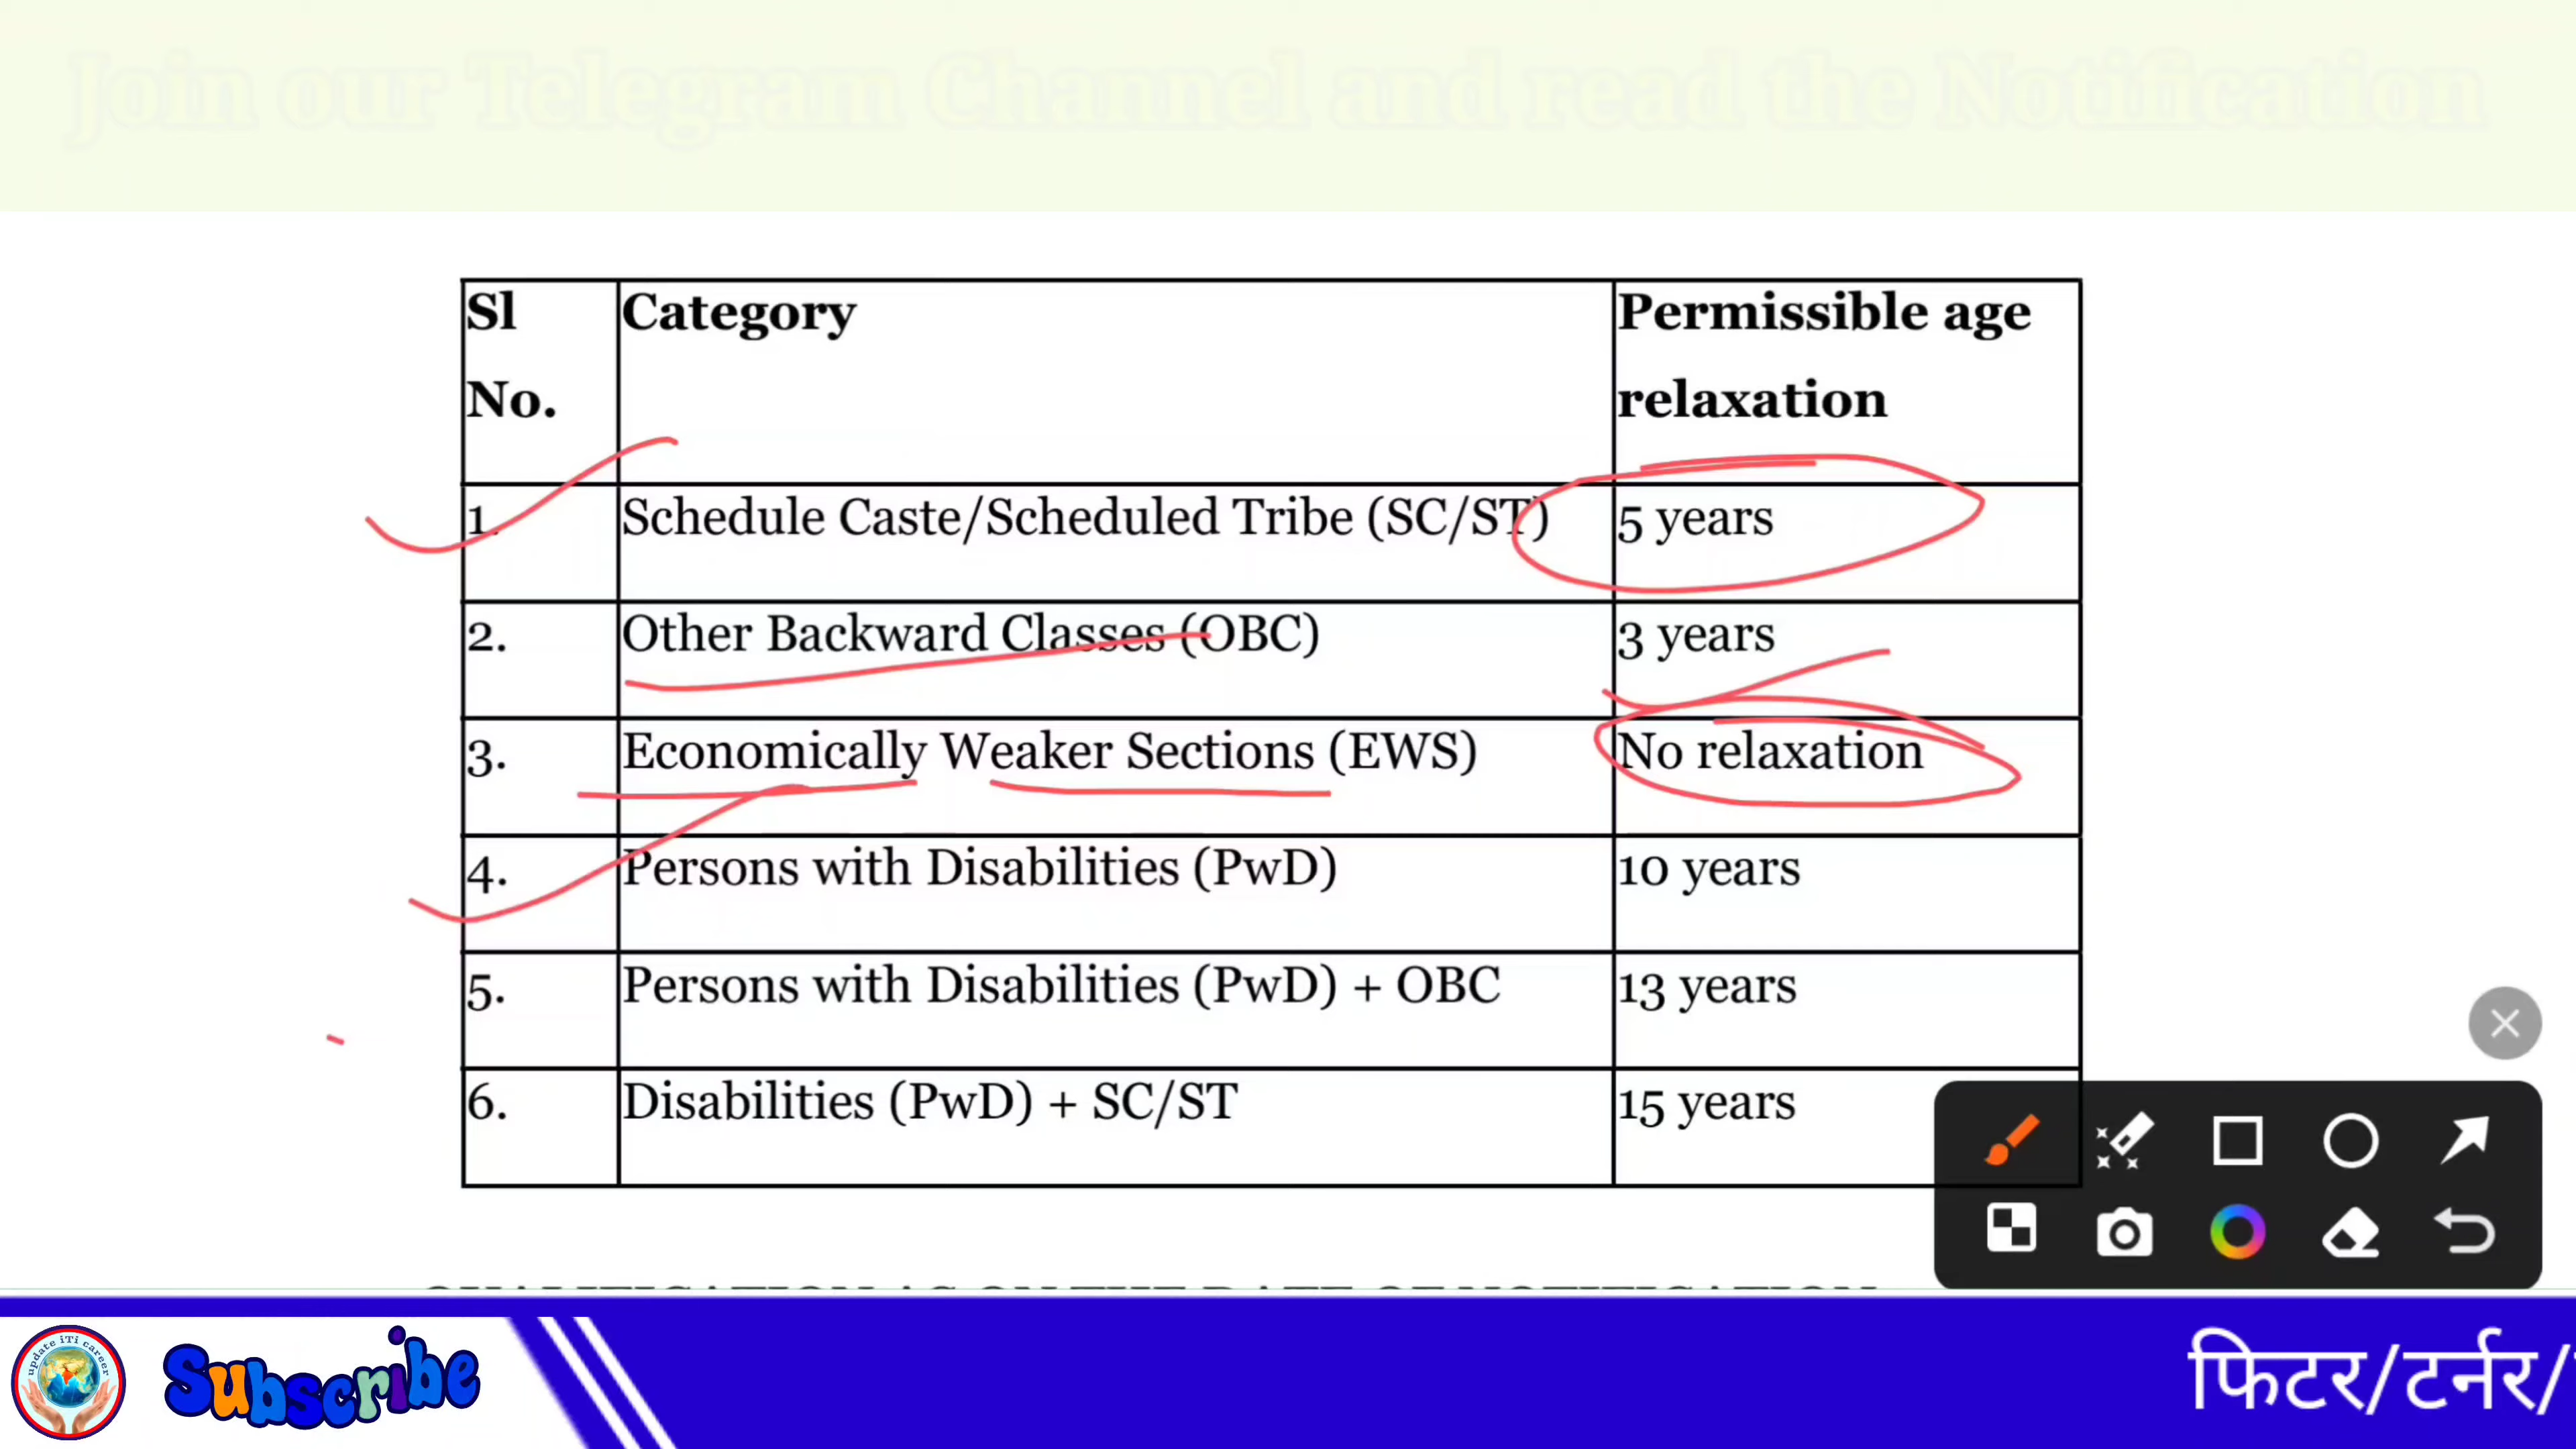 Join our Telegram Channel and read the Notification
Sl No. Category Permissible age relaxation
1. Schedule Caste/Scheduled Tribe (SC/ST) 5 years
2. Other Backward Classes (OBC) 3 years
3. Economically Weaker Sections (EWS) No relaxation
4. Persons with Disabilities (PwD) 10 years
5. Persons with Disabilities (PwD) + OBC 13 years
6. Disabilities (PwD) + SC/ST 15 years
update iTi career
Subscribe
फिटर/टर्नर/